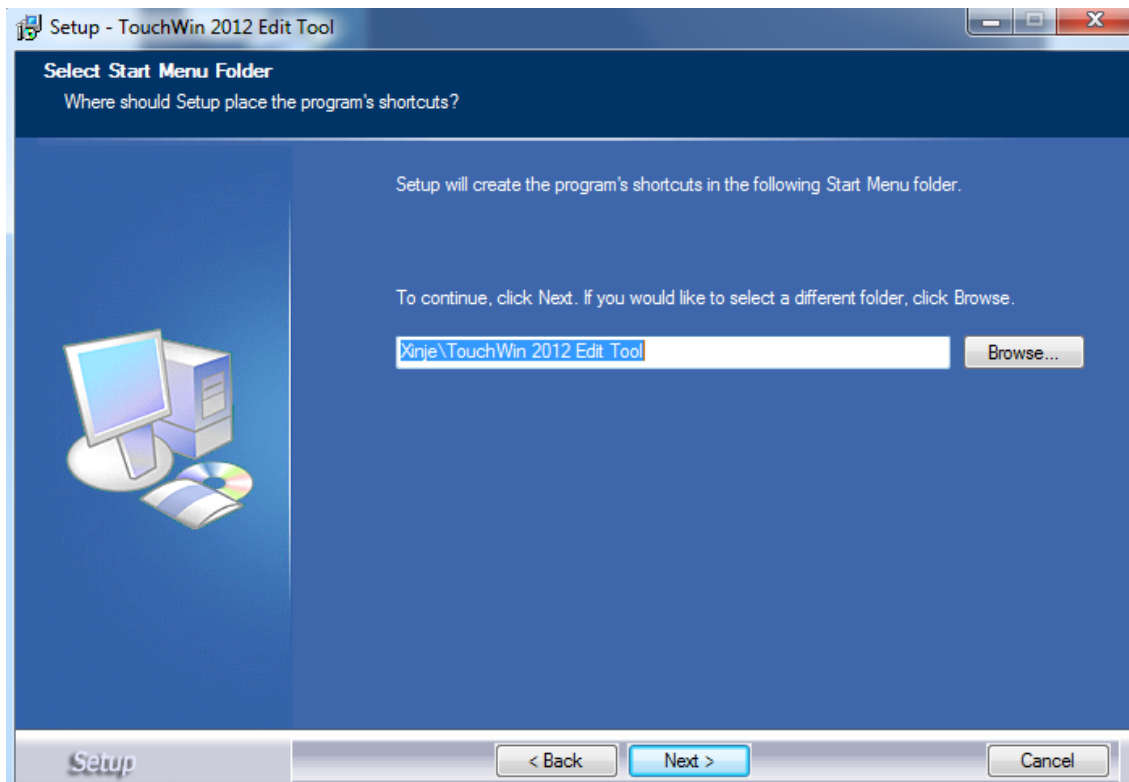 Setup - TouchWin 2012 Edit Tool
Select Start Menu Folder
Where should Setup place the program's shortcuts?
Setup will create the program's shortcuts in the following Start Menu folder.
To continue, click Next. If you would like to select a different folder, click Browse.
Xinje\TouchWin 2012 Edit Tool
Browse...
Setup
< Back
Next >
Cancel